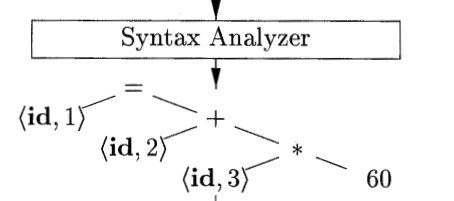 Syntax Analyzer
=
⟨id, 1⟩ +
⟨id, 2⟩ *
⟨id, 3⟩ 60